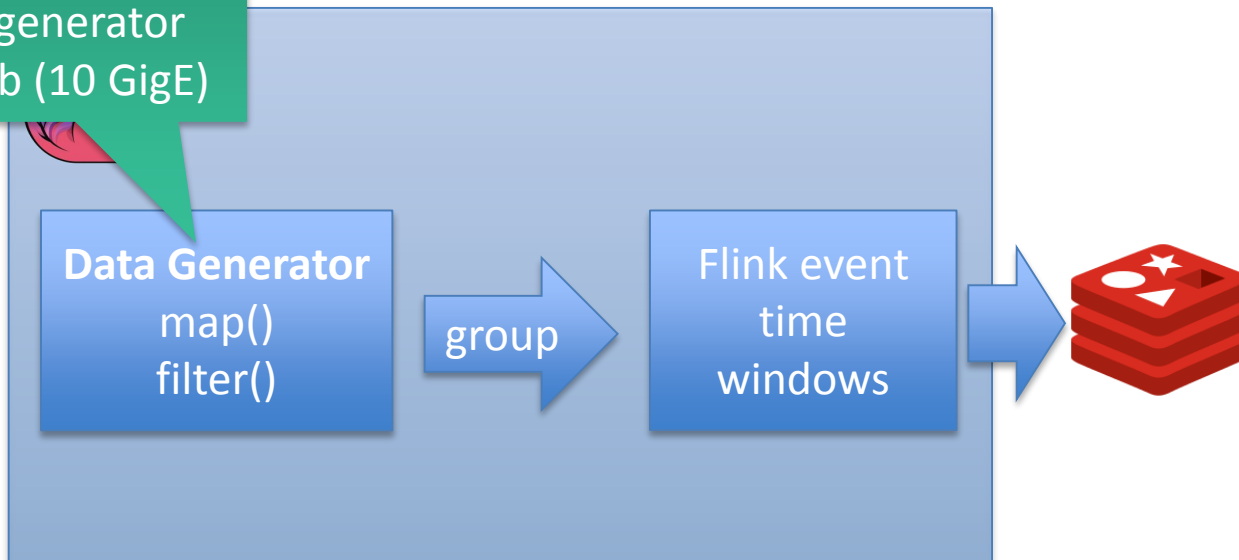 generator
b (10 GigE)
Data Generator
map()
filter()
group
Flink event
time
windows